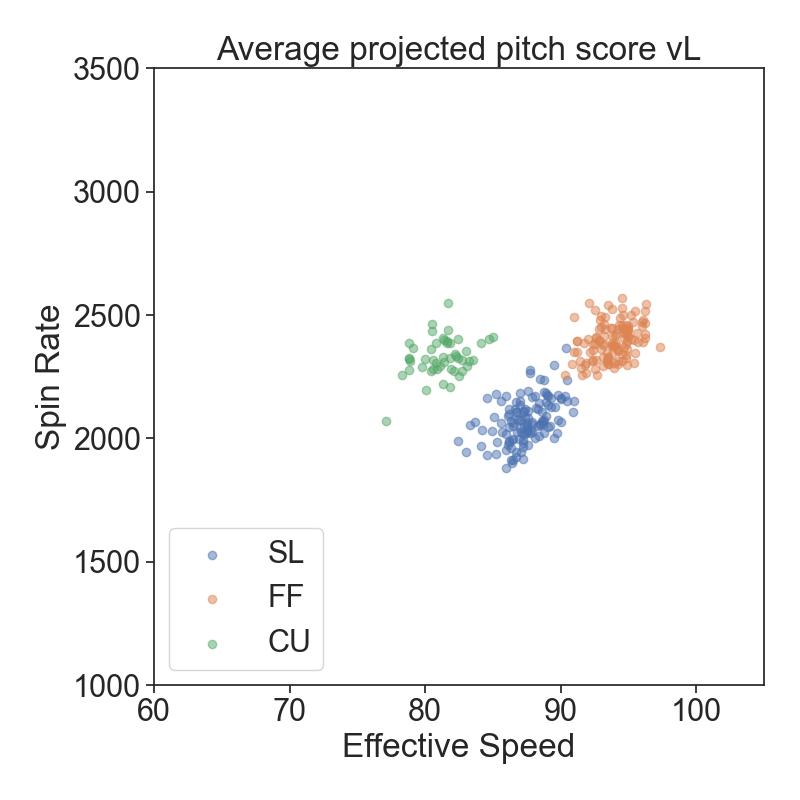 Average projected pitch score vL
3500
3000
2500
2000
1500
1000
Spin Rate
SL
FF
CU
60 70 80 90 100
Effective Speed